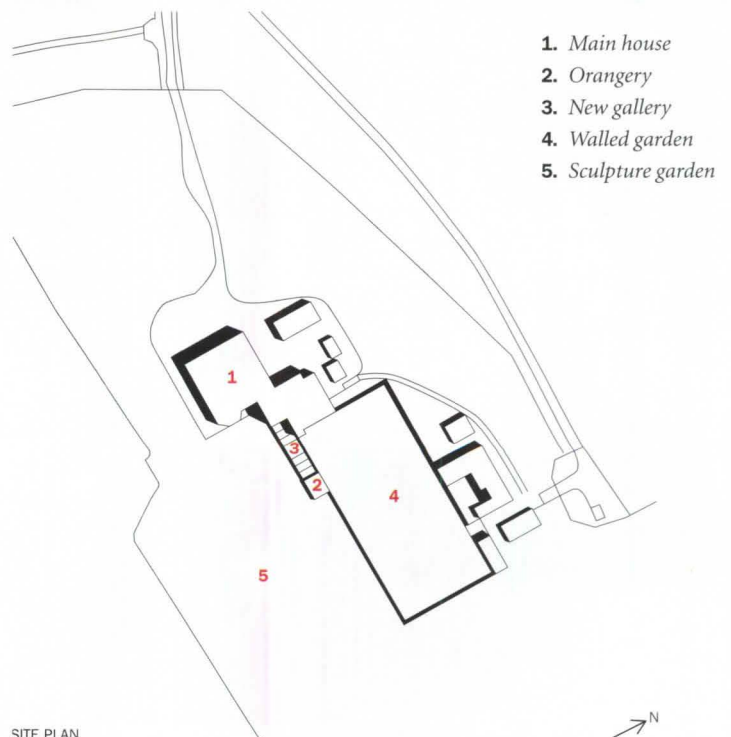 1. Main house
2. Orangery
3. New gallery
4. Walled garden
5. Sculpture garden
1
3
2
4
5
N
SITE PLAN